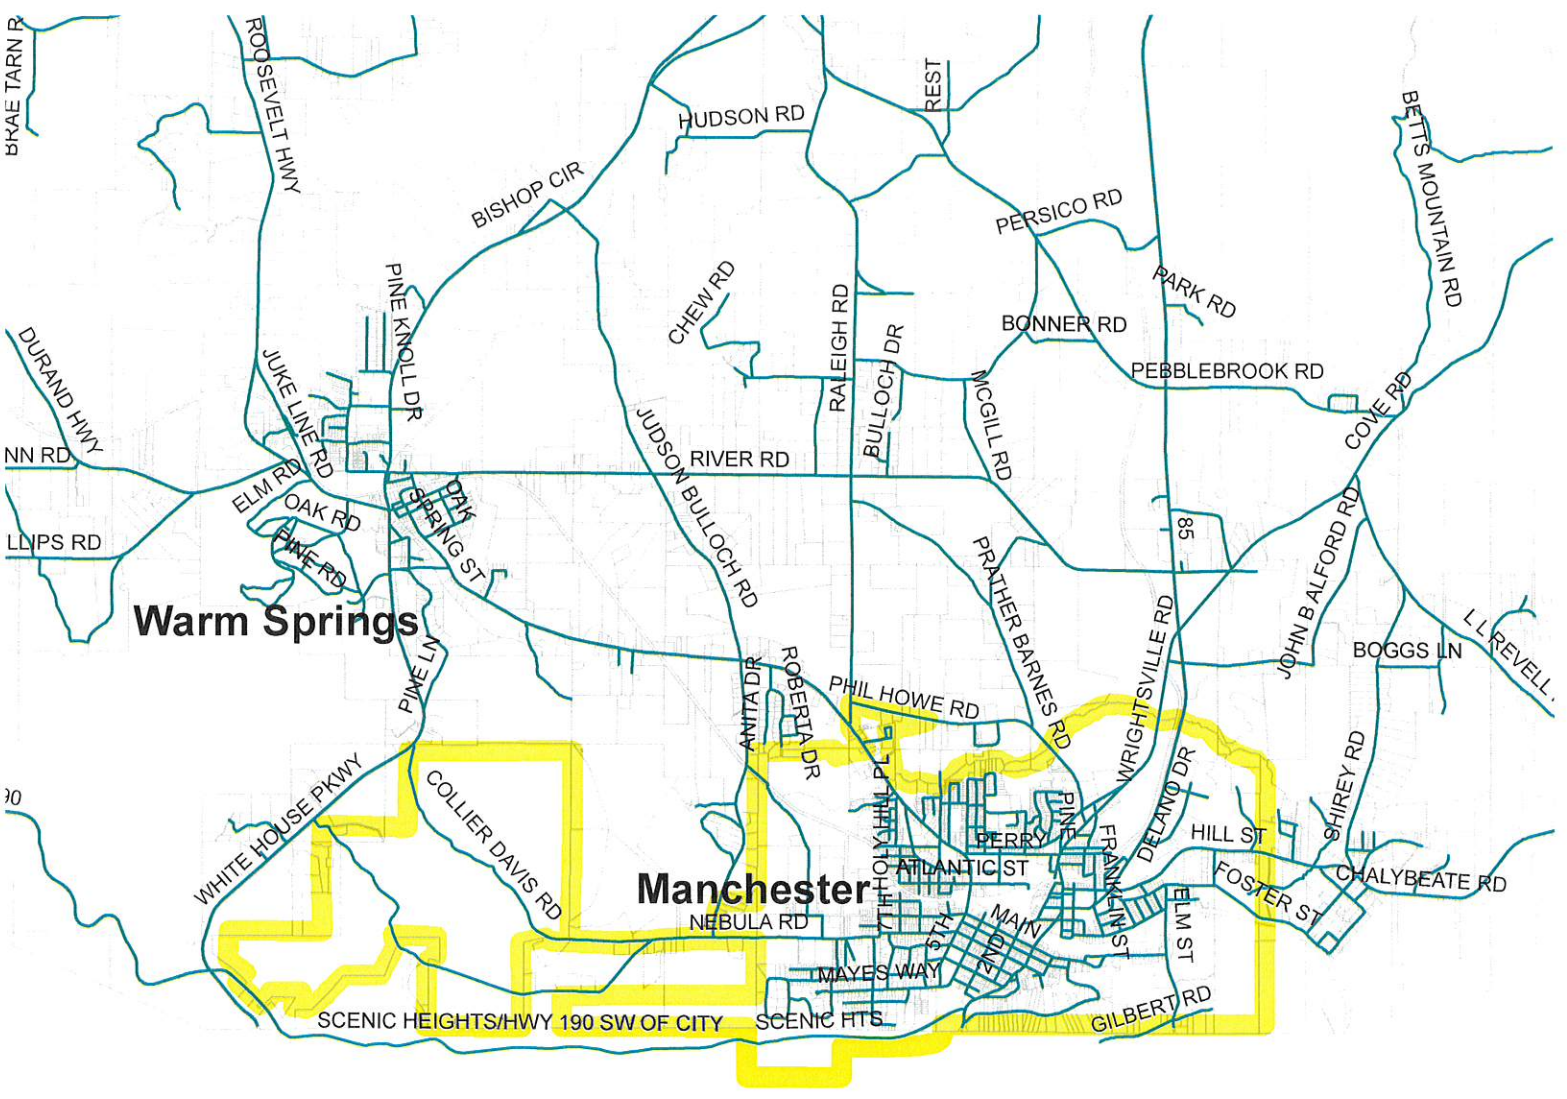 BRAE TARN R
ROOSEVELT HWY
HUDSON RD
REST
BETTS MOUNTAIN RD
BISHOP CIR
PERSICO RD
PARK RD
PINE KNOLL DR
CHEW RD
RALEIGH RD
BULLOCH DR
BONNER RD
PEBBLEBROOK RD
MCGILL RD
COVE RD
DURAND HWY
JUKE LINE RD
JUDSON BULLOCH RD
NN RD
RIVER RD
ELM RD
OAK RD
OAK
SPRING ST
PINE RD
LLIPS RD
85
PRATHER BARNES RD
JOHN B ALFORD RD
Warm Springs
WRIGHTSVILLE RD
L L REVELL
BOGGS LN
PINE LN
ANITA DR
ROBERTA DR
PHIL HOWE RD
DELANO DR
SHIREY RD
WHITE HOUSE PKWY
COLLIER DAVIS RD
90
7TH
HOLY HILL PL
PERRY
PINE
FRANKLIN ST
HILL ST
ATLANTIC ST
FOSTER ST
CHALYBEATE RD
Manchester
NEBULA RD
5TH
MAIN
2ND
ELM ST
MAYES WAY
GILBERT RD
SCENIC HEIGHTS/HWY 190 SW OF CITY
SCENIC HTS